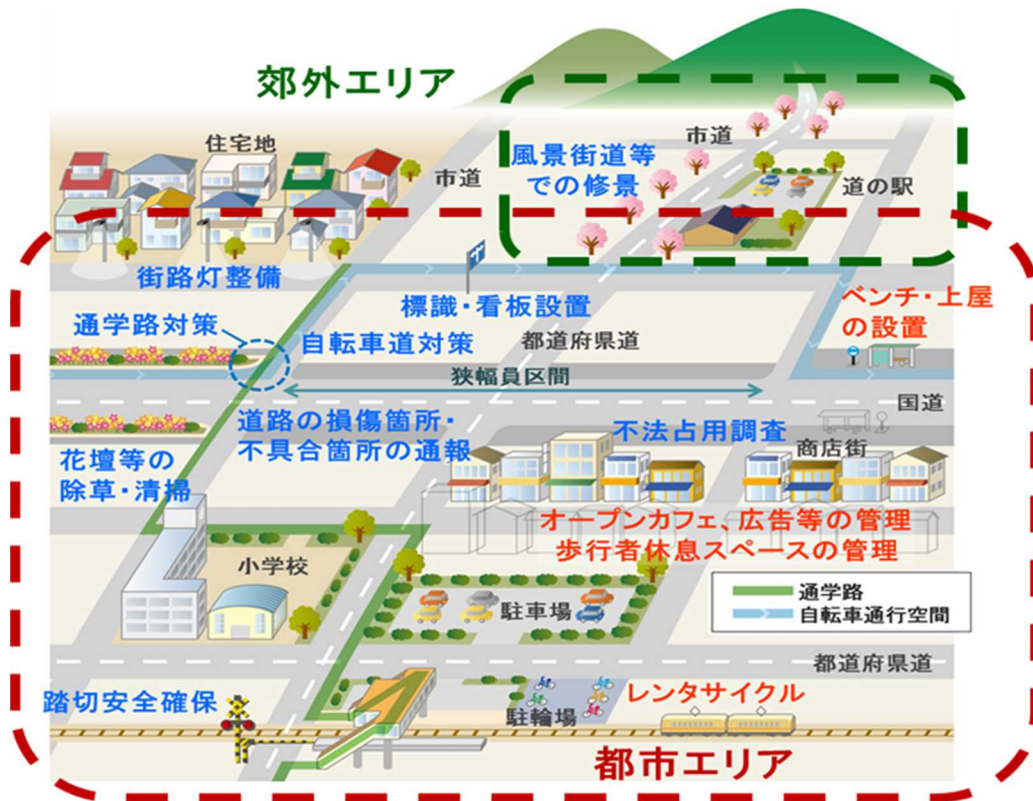 郊外エリア
住宅地
市道
市道
風景街道等
での修景
道の駅
街路灯整備
標識・看板設置
ベンチ・上屋
の設置
通学路対策
自転車道対策
都道府県道
狭幅員区間
国道
道路の損傷箇所・
不具合箇所の通報
不法占用調査
商店街
花壇等の
除草・清掃
オープンカフェ、広告等の管理
歩行者休息スペースの管理
小学校
通学路
自転車通行空間
駐車場
都道府県道
踏切安全確保
駐輪場
レンタサイクル
都市エリア